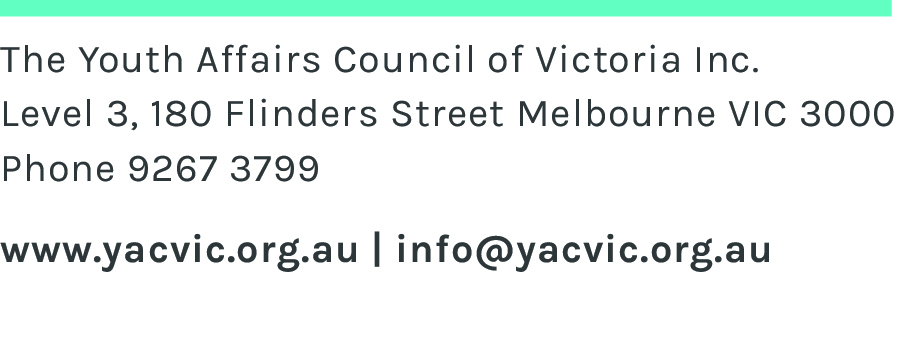 The Youth Affairs Council of Victoria Inc.
Level 3, 180 Flinders Street Melbourne VIC 3000
Phone 9267 3799
www.yacvic.org.au | info@yacvic.org.au